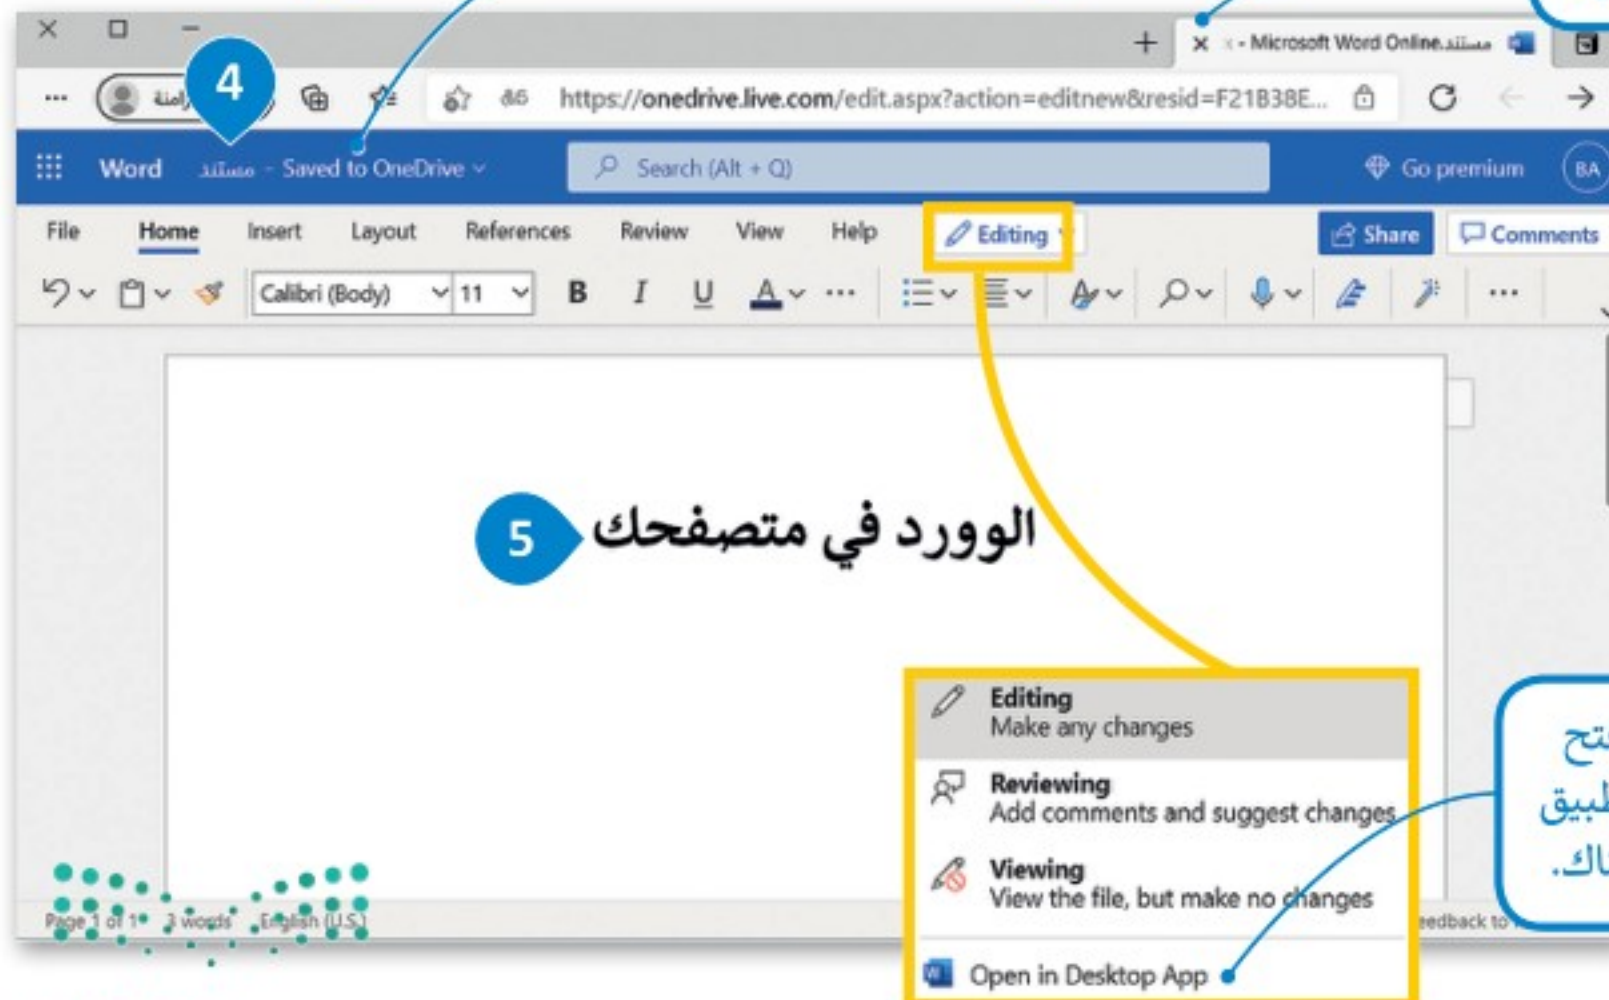 - Microsoft Word Online.مستند
4
https://onedrive.live.com/edit.aspx?action=editnew&resid=F21B38E...
Word مستند - Saved to OneDrive
Search (Alt + Q)
Go premium
BA
File Home Insert Layout References Review View Help Editing Share Comments
Calibri (Body) 11 B I U A ...
5
الوورد في متصفحك
Editing
Make any changes
Reviewing
Add comments and suggest changes
Viewing
View the file, but make no changes
Open in Desktop App
Page 1 of 1 3 words English (U.S.)